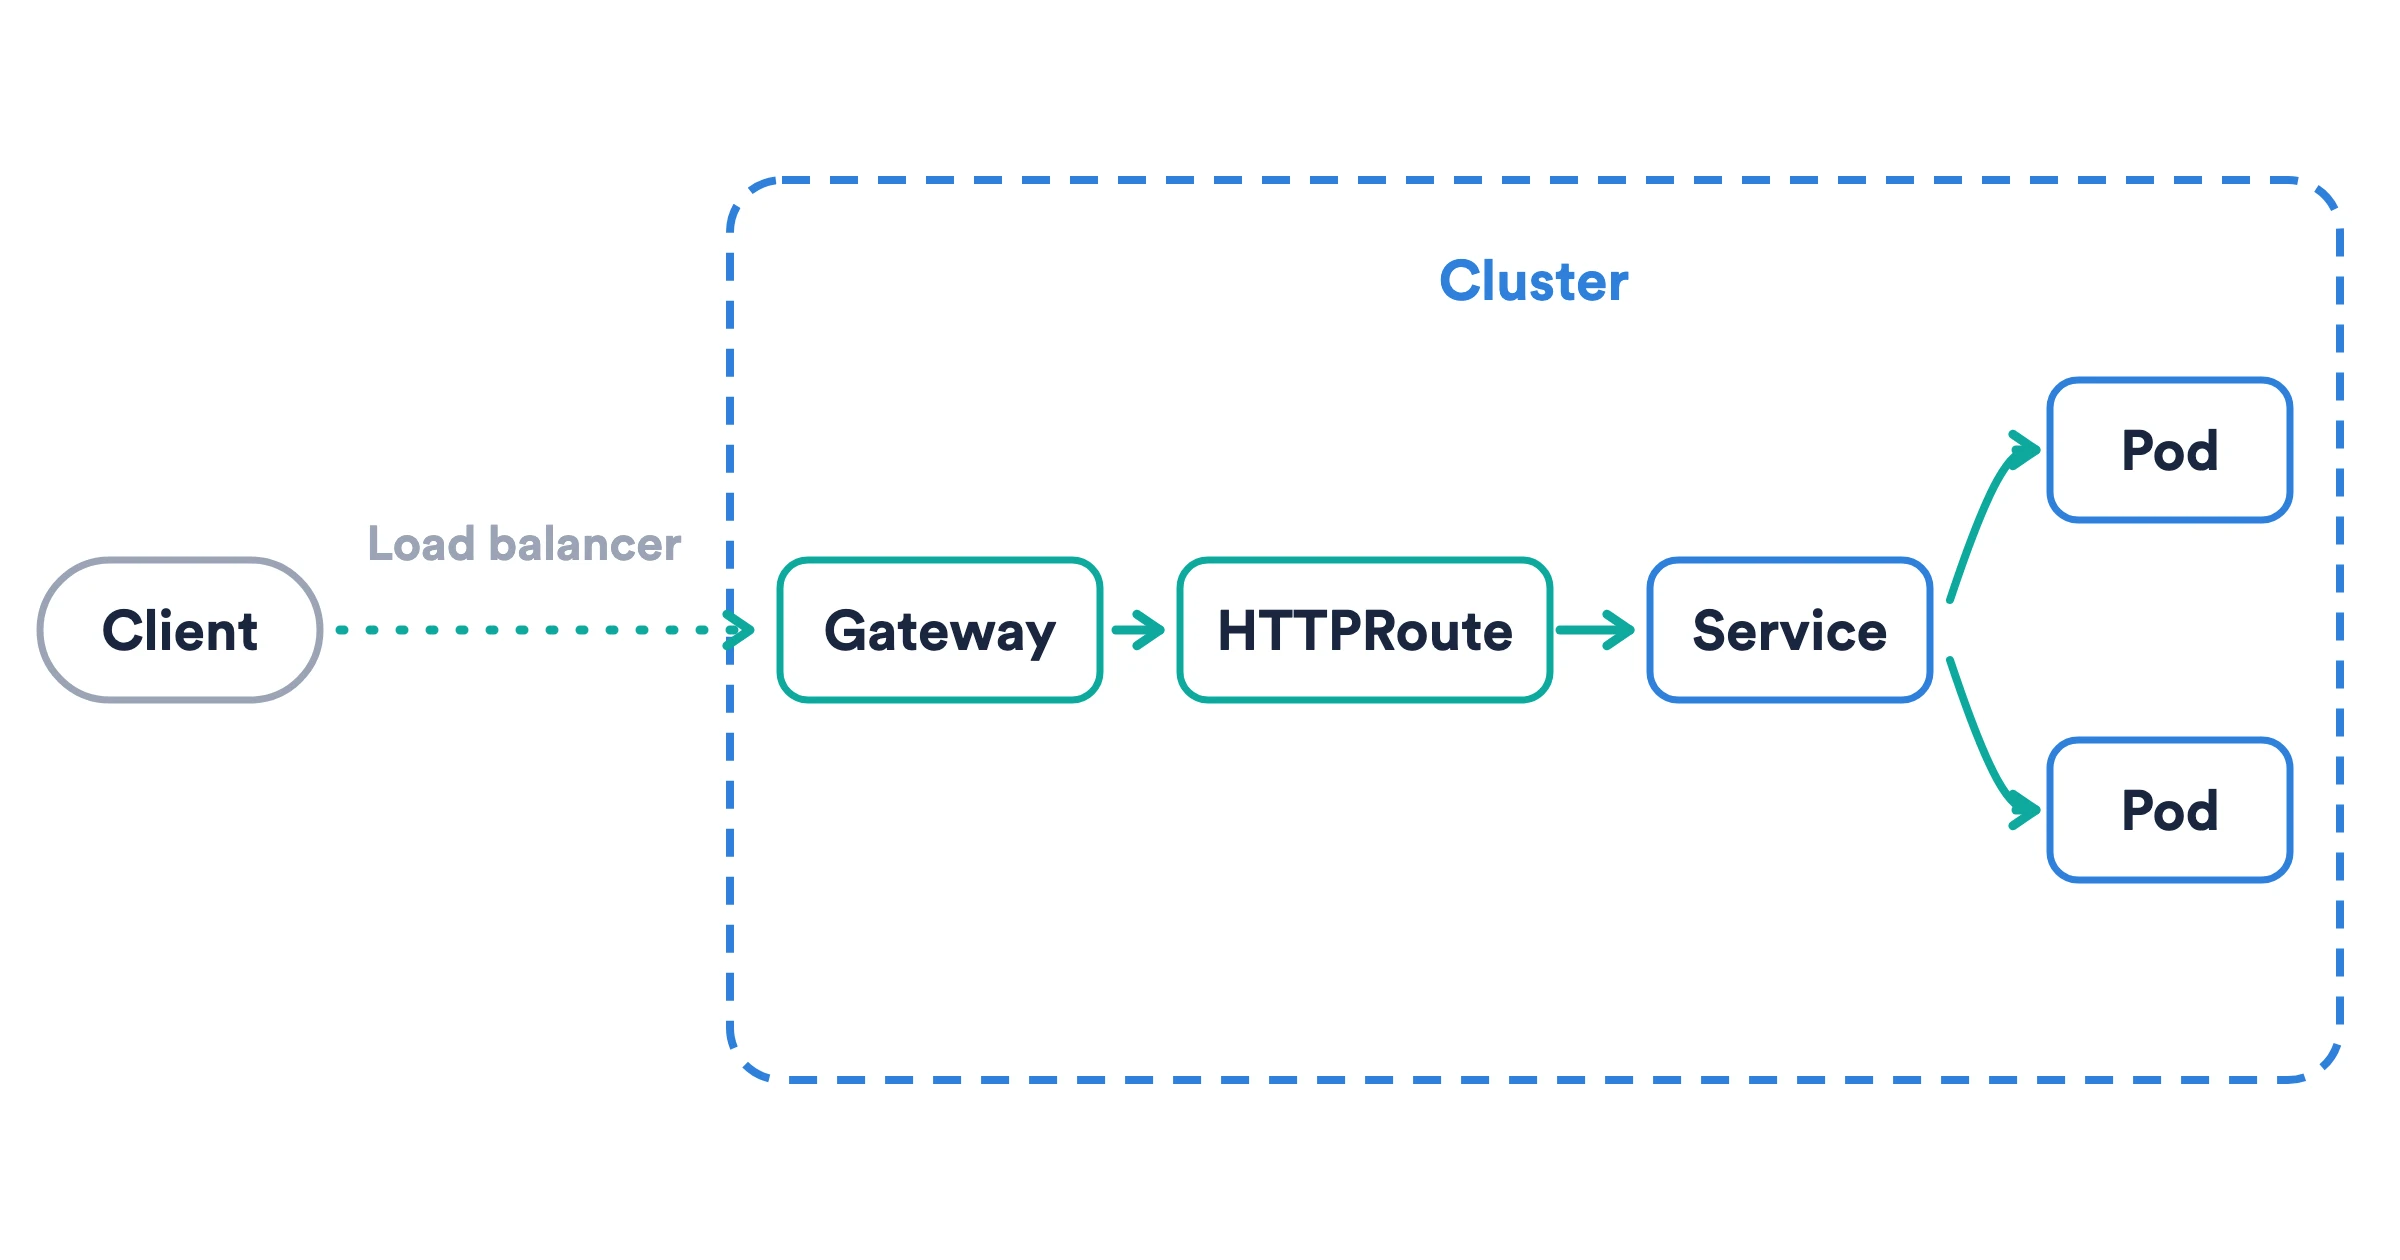 Cluster
Load balancer
Client
Gateway
HTTPRoute
Service
Pod
Pod